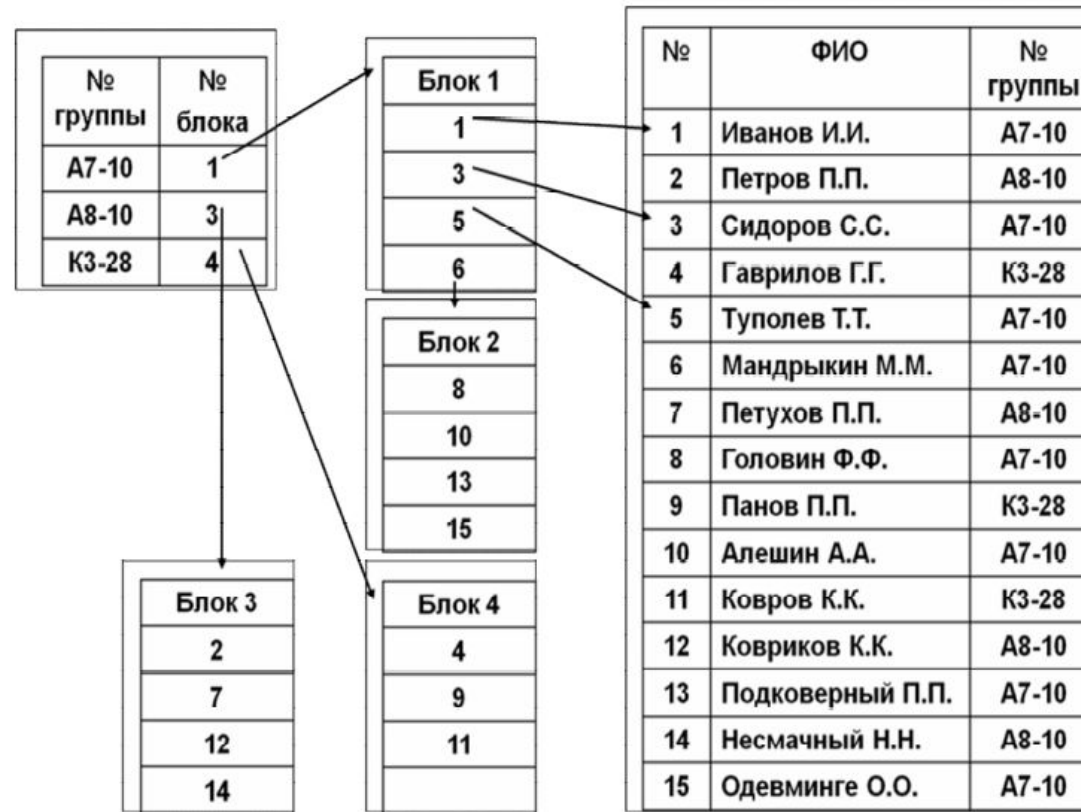 № группы № блока
А7-10 1
А8-10 3
К3-28 4
Блок 1
1
3
5
6
Блок 2
8
10
13
15
Блок 3
2
7
12
14
Блок 4
4
9
11
№ ФИО № группы
1 Иванов И.И. А7-10
2 Петров П.П. А8-10
3 Сидоров С.С. А7-10
4 Гаврилов Г.Г. К3-28
5 Туполев Т.Т. А7-10
6 Мандрыкин М.М. А7-10
7 Петухов П.П. А8-10
8 Головин Ф.Ф. А7-10
9 Панов П.П. К3-28
10 Алешин А.А. А7-10
11 Ковров К.К. К3-28
12 Ковриков К.К. А8-10
13 Подковерный П.П. А7-10
14 Несмачный Н.Н. А8-10
15 Одевминге О.О. А7-10